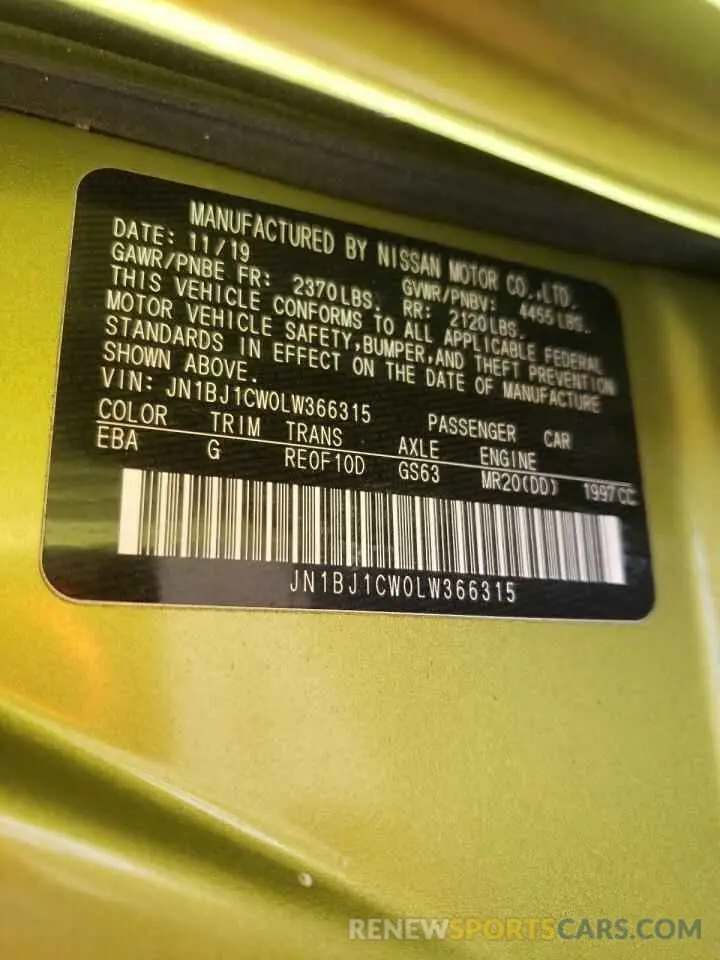 MANUFACTURED BY NISSAN MOTOR CO.,LTD.
DATE: 11/19 GVWR/PNBV: 4455 LBS.
GAWR/PNBE FR: 2370LBS. RR: 2120LBS.
THIS VEHICLE CONFORMS TO ALL APPLICABLE FEDERAL
MOTOR VEHICLE SAFETY,BUMPER,AND THEFT PREVENTION
STANDARDS IN EFFECT ON THE DATE OF MANUFACTURE
SHOWN ABOVE.
VIN: JN1BJ1CW0LW366315 PASSENGER CAR
COLOR TRIM TRANS AXLE ENGINE
EBA G RE0F10D GS63 MR20(DD) 1997CC
JN1BJ1CW0LW366315
RENEWSPORTSCARS.COM